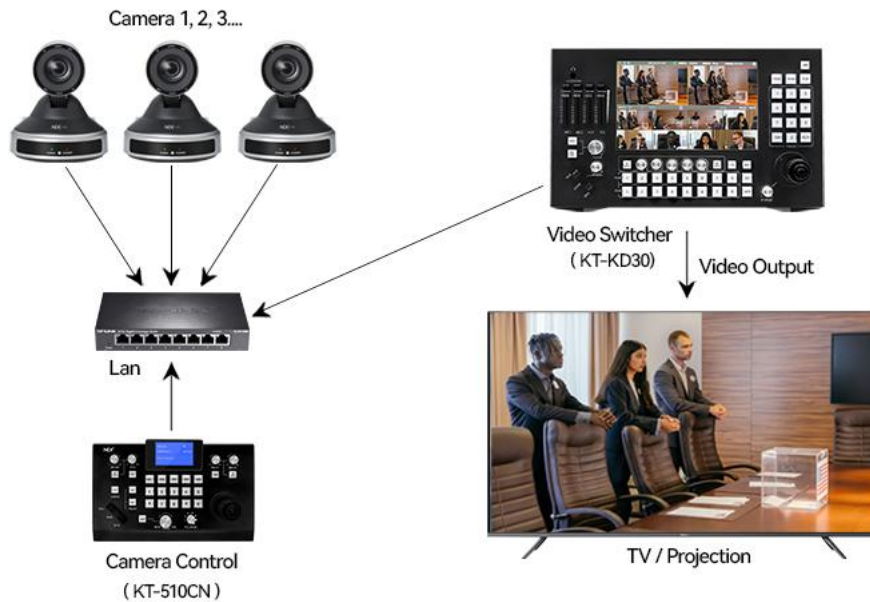 Camera 1, 2, 3....
Video Switcher
( KT-KD30)
Video Output
Lan
Camera Control
( KT-510CN )
TV / Projection